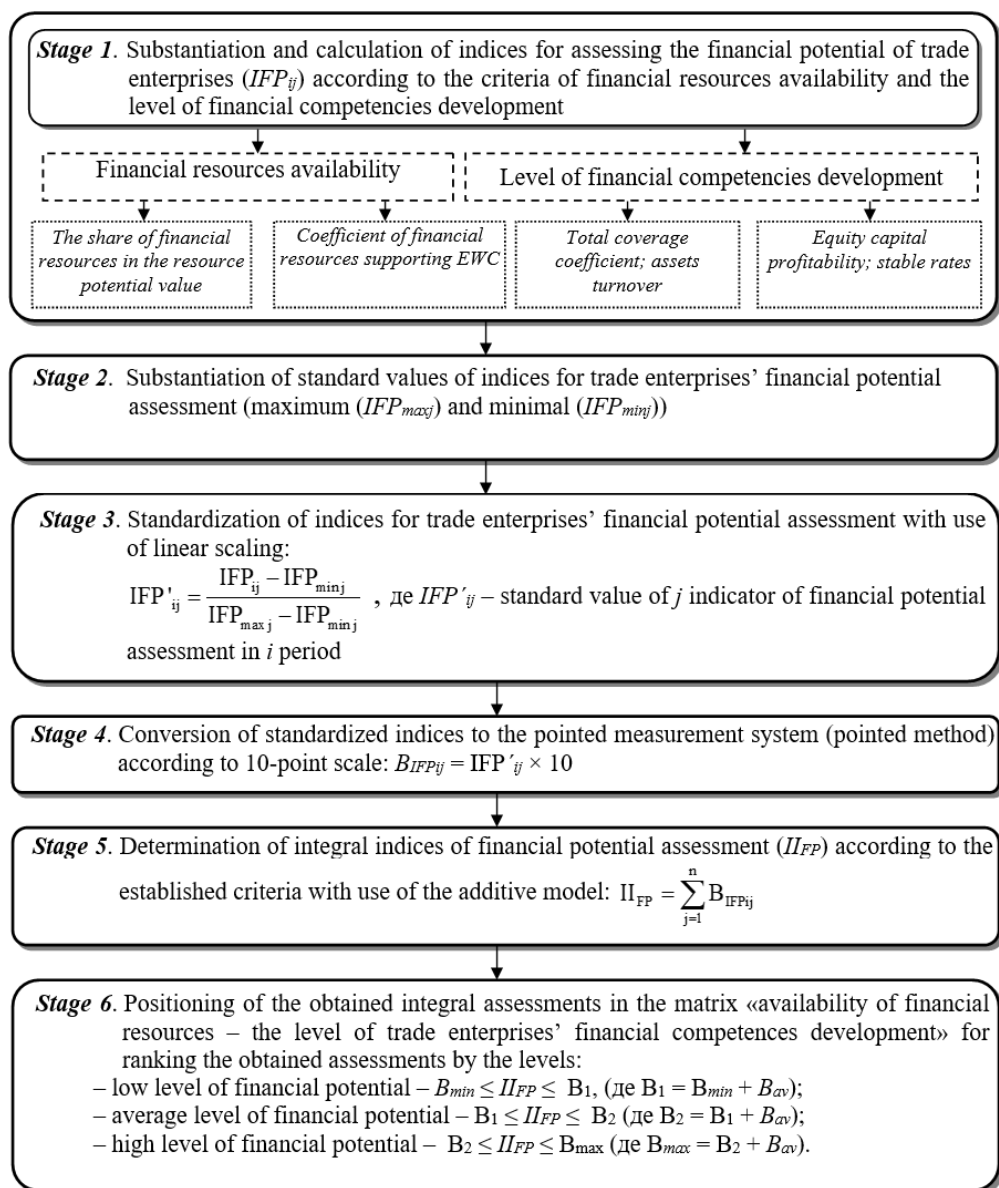 Stage 1. Substantiation and calculation of indices for assessing the financial potential of trade
enterprises (IFPij) according to the criteria of financial resources availability and the
level of financial competencies development
Financial resources availability
Level of financial competencies development
The share of financial
resources in the resource
potential value
Coefficient of financial
resources supporting EWC
Total coverage
coefficient; assets
turnover
Equity capital
profitability; stable rates
Stage 2. Substantiation of standard values of indices for trade enterprises’ financial potential
assessment (maximum (IFPmaxj) and minimal (IFPminj))
Stage 3. Standardization of indices for trade enterprises’ financial potential assessment with use
of linear scaling:
IFP'ij = (IFPij – IFPmin j) / (IFPmax j – IFPmin j) , де IFP´ij – standard value of j indicator of financial potential
assessment in i period
Stage 4. Conversion of standardized indices to the pointed measurement system (pointed method)
according to 10-point scale: BIFPij = IFP´ij × 10
Stage 5. Determination of integral indices of financial potential assessment (IIFP) according to the
established criteria with use of the additive model: IIFP = ∑ n j=1 BIFPij
Stage 6. Positioning of the obtained integral assessments in the matrix «availability of financial
resources – the level of trade enterprises’ financial competences development» for
ranking the obtained assessments by the levels:
– low level of financial potential – Bmin ≤ IIFP ≤ B1, (де B1 = Bmin + Bav);
– average level of financial potential – B1 ≤ IIFP ≤ B2 (де B2 = B1 + Bav);
– high level of financial potential – B2 ≤ IIFP ≤ Bmax (де Bmax = B2 + Bav).